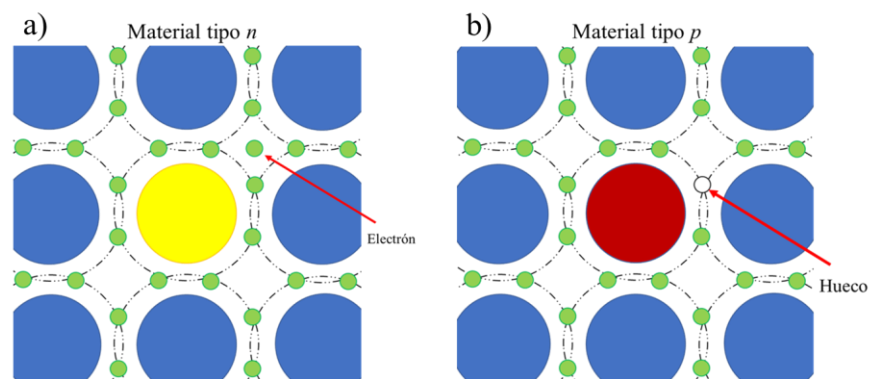 a)
Material tipo n
Electrón
b)
Material tipo p
Hueco